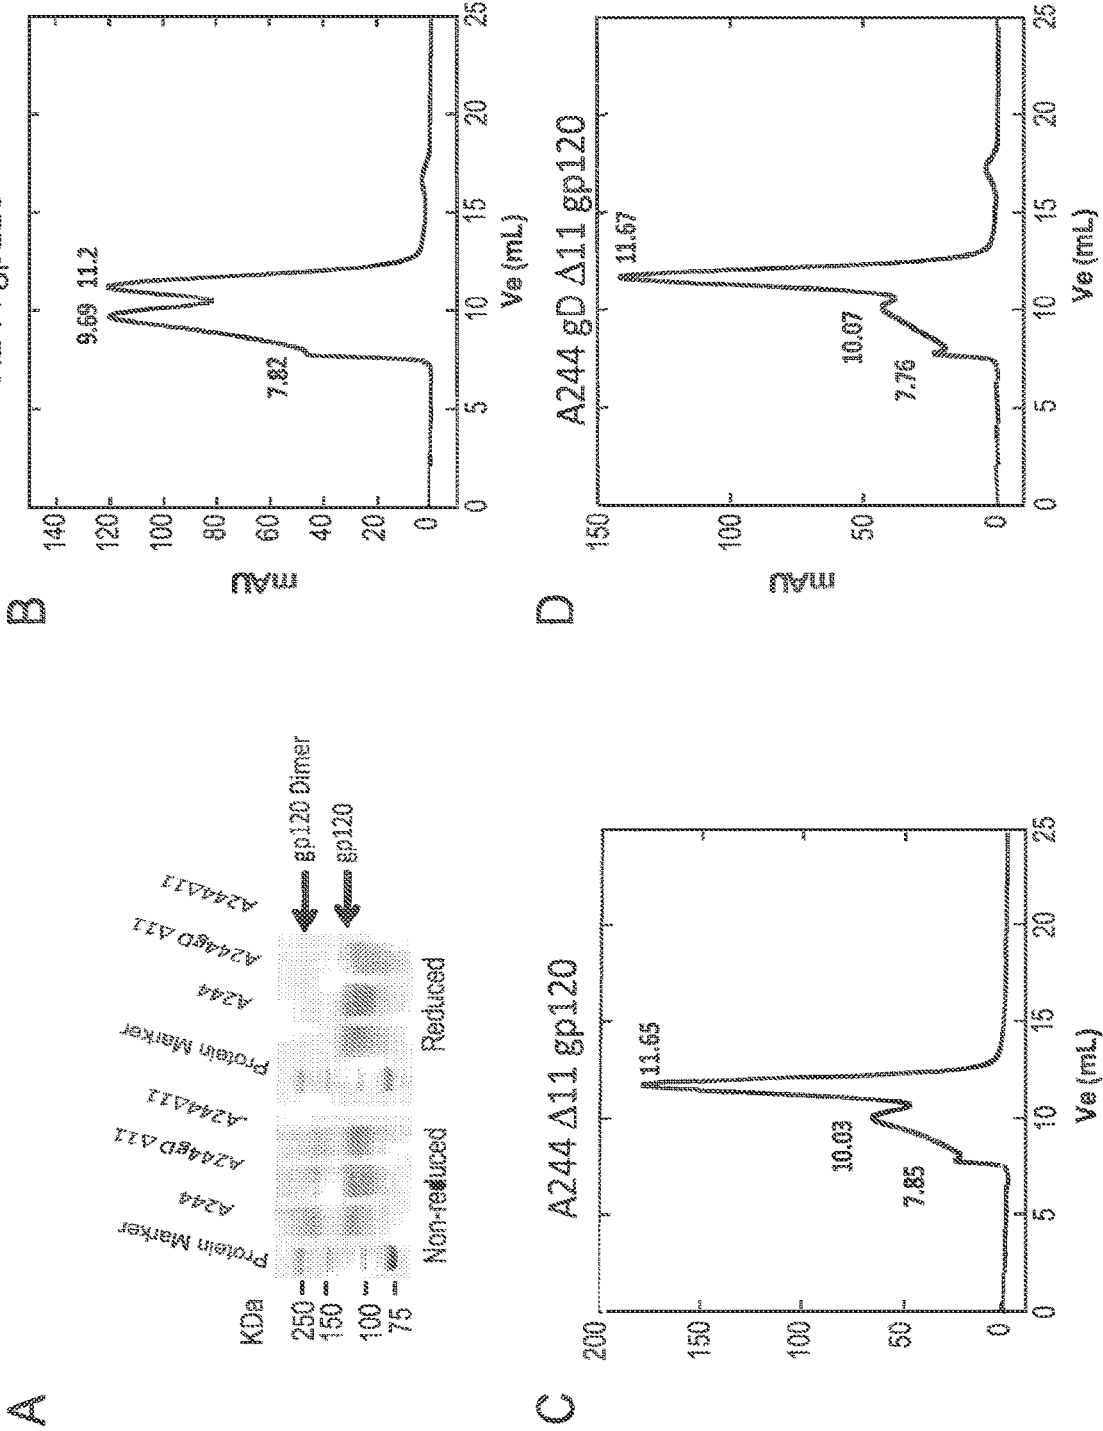 A
KDa
250
150
100
75
Protein Marker
A244
A244gD Δ11
A244Δ11
Protein Marker
A244
A244gD Δ11
A244Δ11
gp120 Dimer
gp120
Non-reduced
Reduced
B
mAU
140
120
100
80
60
40
20
0
7.82
9.69
11.2
0
5
10
15
20
25
Ve (mL)
C
A244 Δ11 gp120
200
150
100
50
0
7.85
10.03
11.65
0
5
10
15
20
25
Ve (mL)
D
A244 gD Δ11 gp120
mAU
150
100
50
0
7.76
10.07
11.67
0
5
10
15
20
25
Ve (mL)